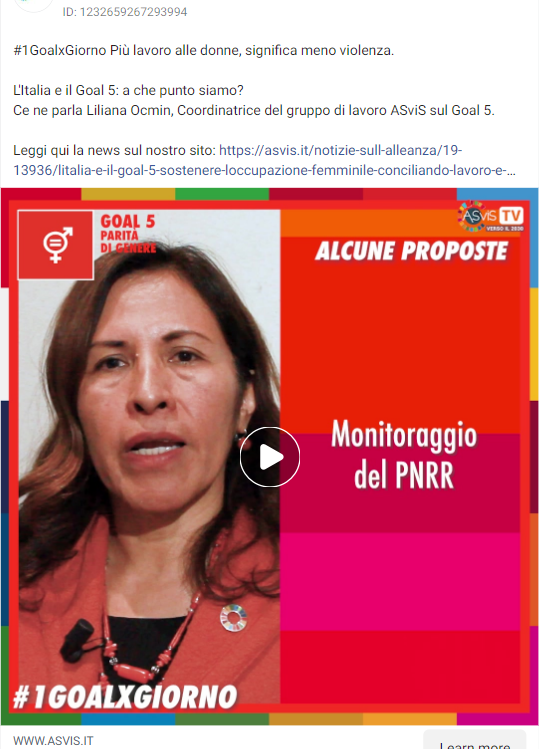 ID: 1232659267293994
#1GoalxGiorno Più lavoro alle donne, significa meno violenza.
L'Italia e il Goal 5: a che punto siamo?
Ce ne parla Liliana Ocmin, Coordinatrice del gruppo di lavoro ASviS sul Goal 5.
Leggi qui la news sul nostro sito: https://asvis.it/notizie-sull-alleanza/19-
13936/litalia-e-il-goal-5-sostenere-loccupazione-femminile-conciliando-lavoro-e-...
GOAL 5
PARITÀ
DI GENERE
ASviS TV
VERSO IL 2030
ALCUNE PROPOSTE
Monitoraggio
del PNRR
#1GOALXGIORNO
WWW.ASVIS.IT
Learn more